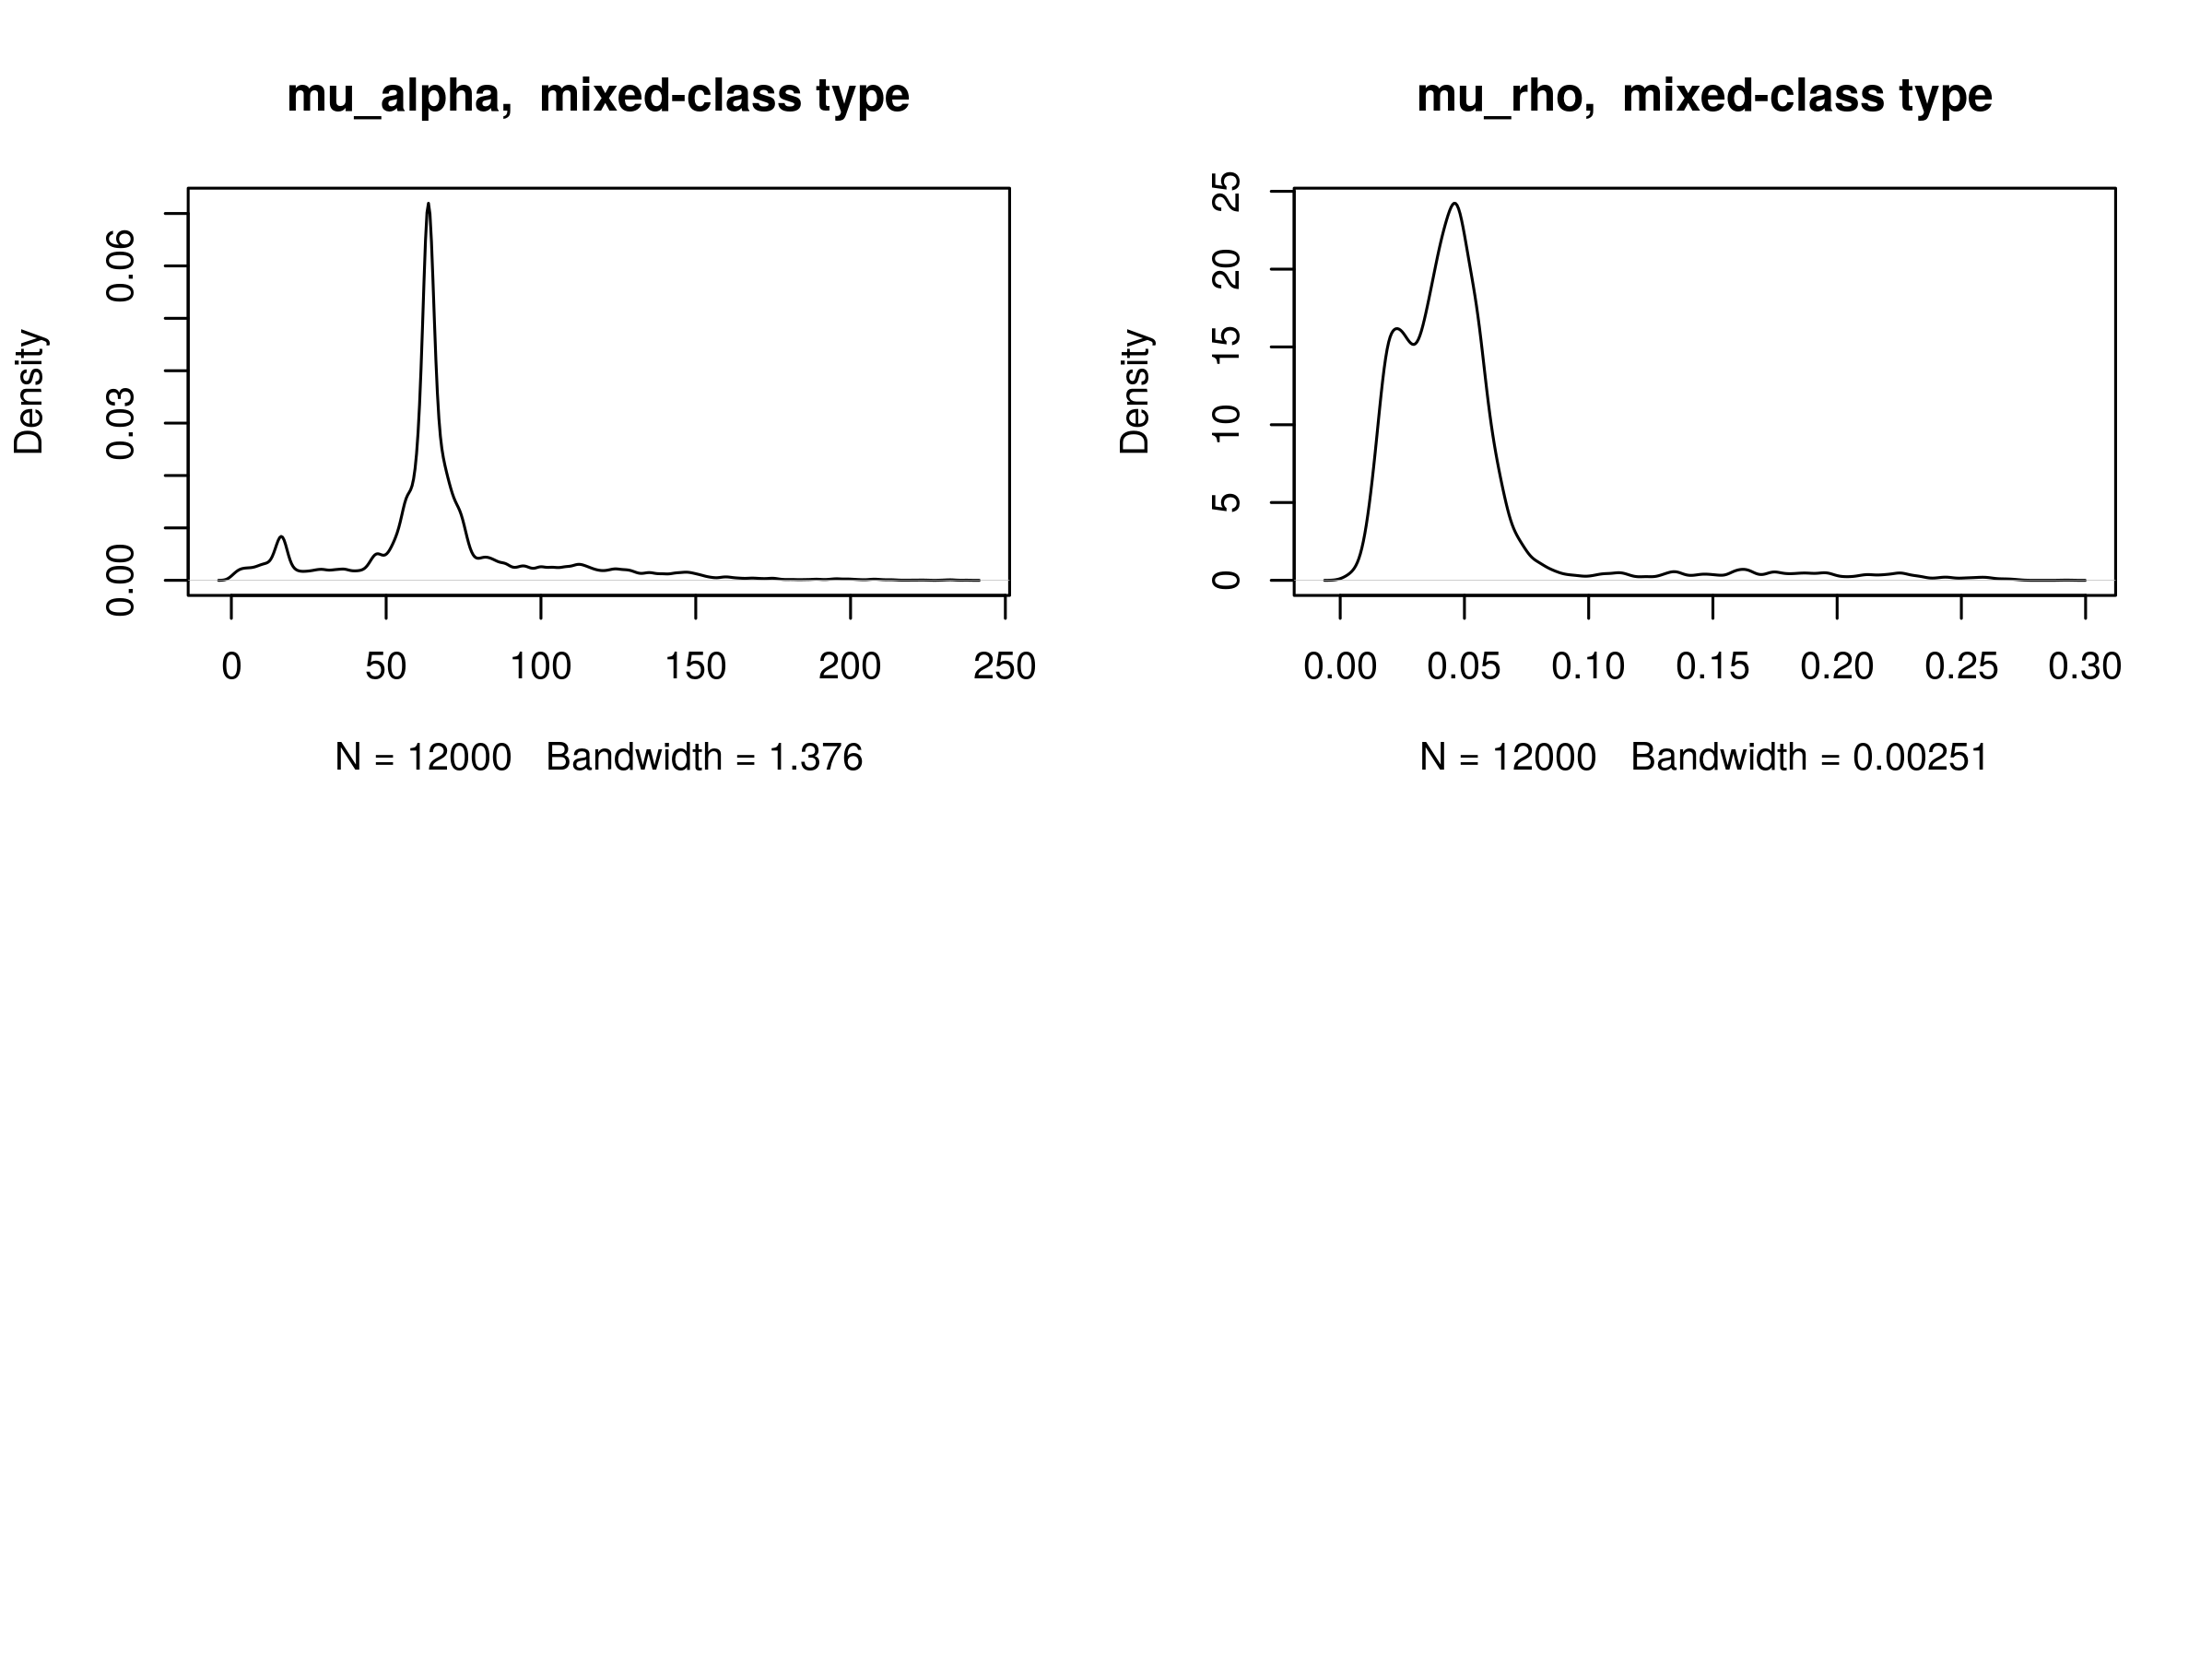 mu_alpha, mixed-class type
Density
0.00 0.03 0.06
0 50 100 150 200 250
N = 12000 Bandwidth = 1.376
mu_rho, mixed-class type
Density
0 5 10 15 20 25
0.00 0.05 0.10 0.15 0.20 0.25 0.30
N = 12000 Bandwidth = 0.00251